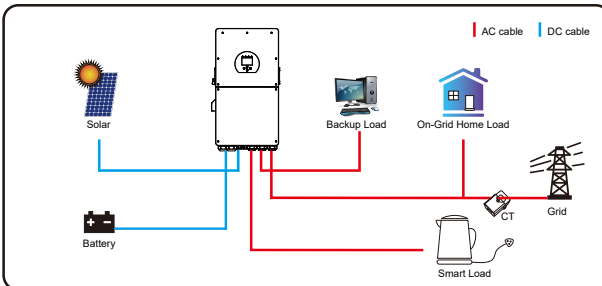 AC cable
DC cable
Solar
Backup Load
On-Grid Home Load
CT
Grid
Battery
Smart Load